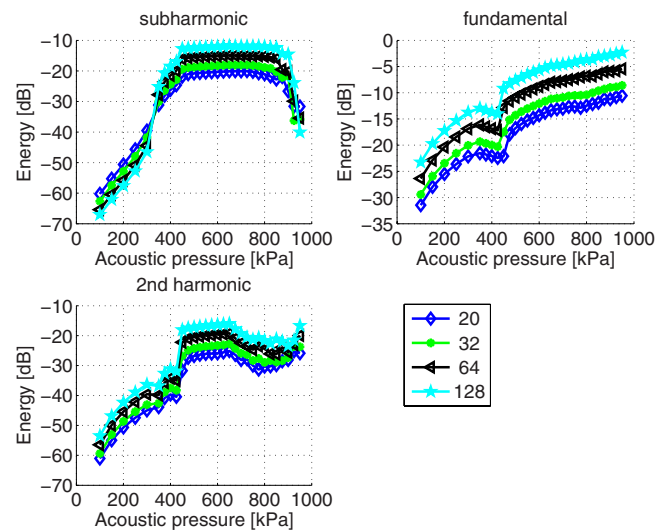 subharmonic
−10
−20
−30
−40
−50
−60
−70
Energy [dB]
0 200 400 600 800 1000
Acoustic pressure [kPa]
fundamental
0
−5
−10
−15
−20
−25
−30
−35
Energy [dB]
0 200 400 600 800 1000
Acoustic pressure [kPa]
2nd harmonic
−10
−20
−30
−40
−50
−60
−70
Energy [dB]
0 200 400 600 800 1000
Acoustic pressure [kPa]
20
32
64
128